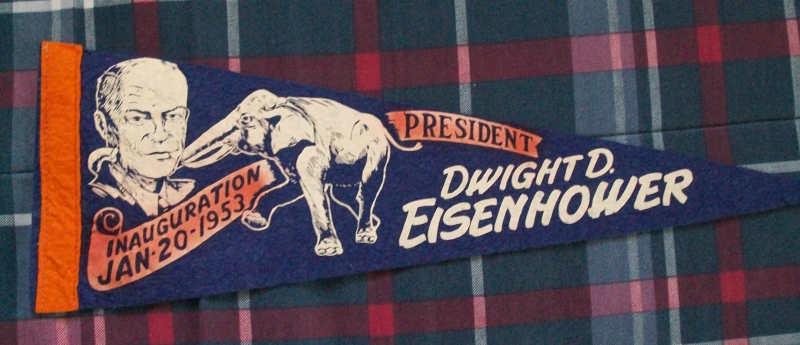 INAUGURATION
JAN-20-1953
PRESIDENT
DWIGHT D.
EISENHOWER